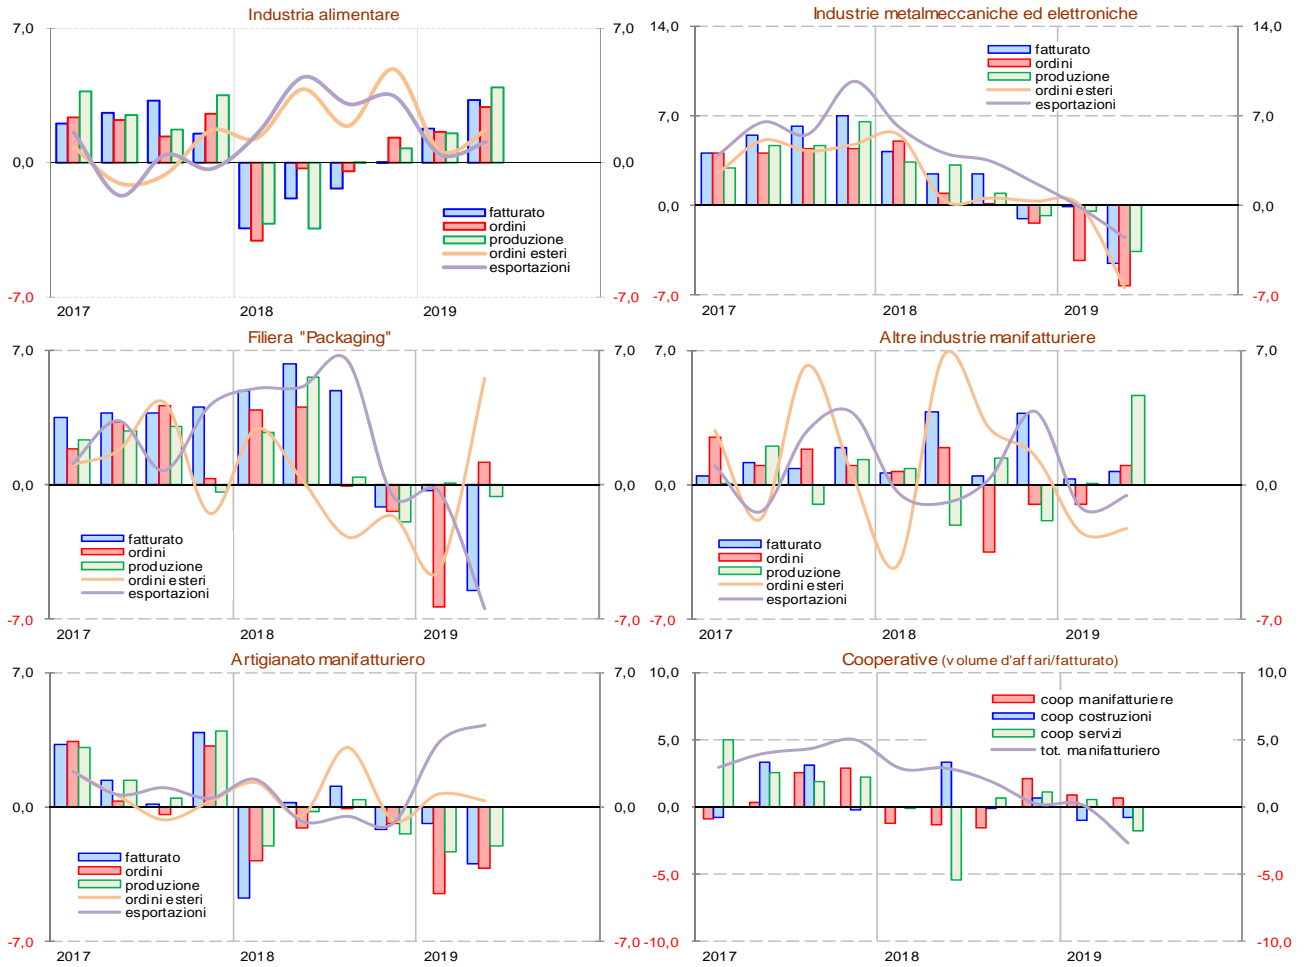 Industria alimentare
7,0
7,0
0,0
0,0
fatturato
ordini
produzione
ordini esteri
esportazioni
-7,0
-7,0
2017
2018
2019
Industrie metalmeccaniche ed elettroniche
14,0
14,0
fatturato
ordini
produzione
ordini esteri
esportazioni
7,0
7,0
0,0
0,0
-7,0
-7,0
2017
2018
2019
Filiera "Packaging"
7,0
7,0
0,0
0,0
fatturato
ordini
produzione
ordini esteri
esportazioni
-7,0
-7,0
2017
2018
2019
Altre industrie manifatturiere
7,0
7,0
0,0
0,0
fatturato
ordini
produzione
ordini esteri
esportazioni
-7,0
-7,0
2017
2018
2019
Artigianato manifatturiero
7,0
7,0
0,0
0,0
fatturato
ordini
produzione
ordini esteri
esportazioni
-7,0
-7,0
2017
2018
2019
Cooperative (volume d'affari/fatturato)
10,0
10,0
coop manifatturiere
coop costruzioni
coop servizi
tot. manifatturiero
5,0
5,0
0,0
0,0
-5,0
-5,0
-10,0
-10,0
2017
2018
2019